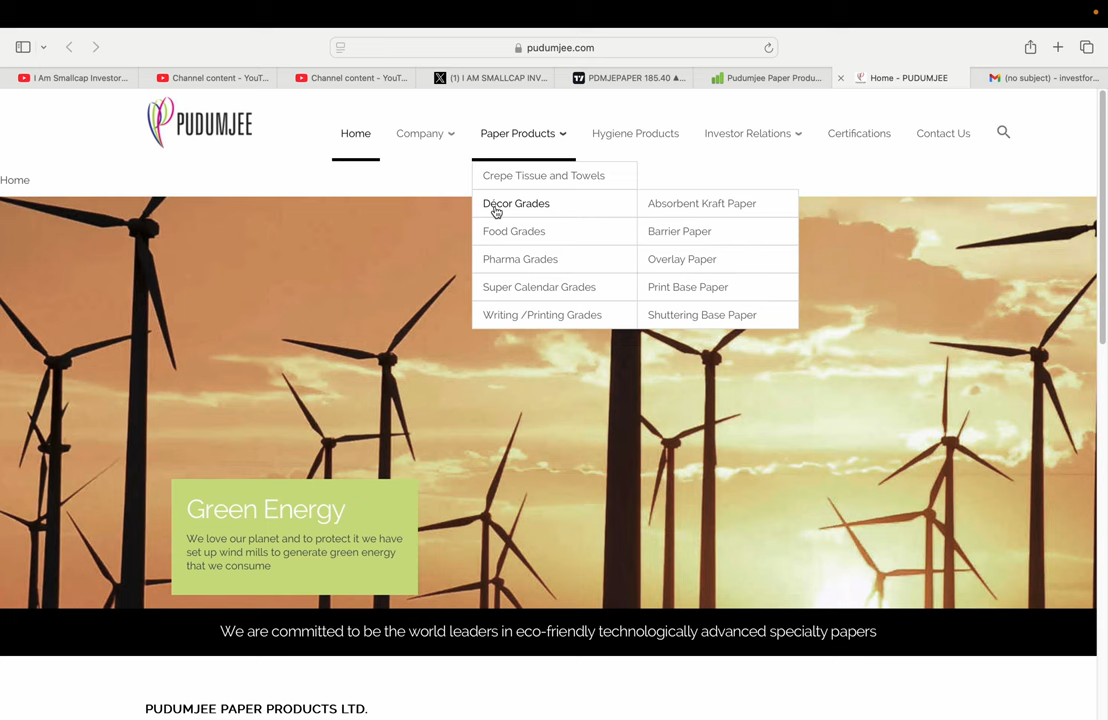 pudumjee.com
I Am Smallcap Investor...
Channel content - YouT...
Channel content - YouT...
(1) I AM SMALLCAP INV...
PDMJEPAPER 185.40 ▲...
Pudumjee Paper Produ...
Home - PUDUMJEE
(no subject) - investfor...
PUDUMJEE
Home
Company
Paper Products
Hygiene Products
Investor Relations
Certifications
Contact Us
Home
Crepe Tissue and Towels
Décor Grades
Absorbent Kraft Paper
Food Grades
Barrier Paper
Pharma Grades
Overlay Paper
Super Calendar Grades
Print Base Paper
Writing /Printing Grades
Shuttering Base Paper
Green Energy
We love our planet and to protect it we have
set up wind mills to generate green energy
that we consume
We are committed to be the world leaders in eco-friendly technologically advanced specialty papers
PUDUMJEE PAPER PRODUCTS LTD.